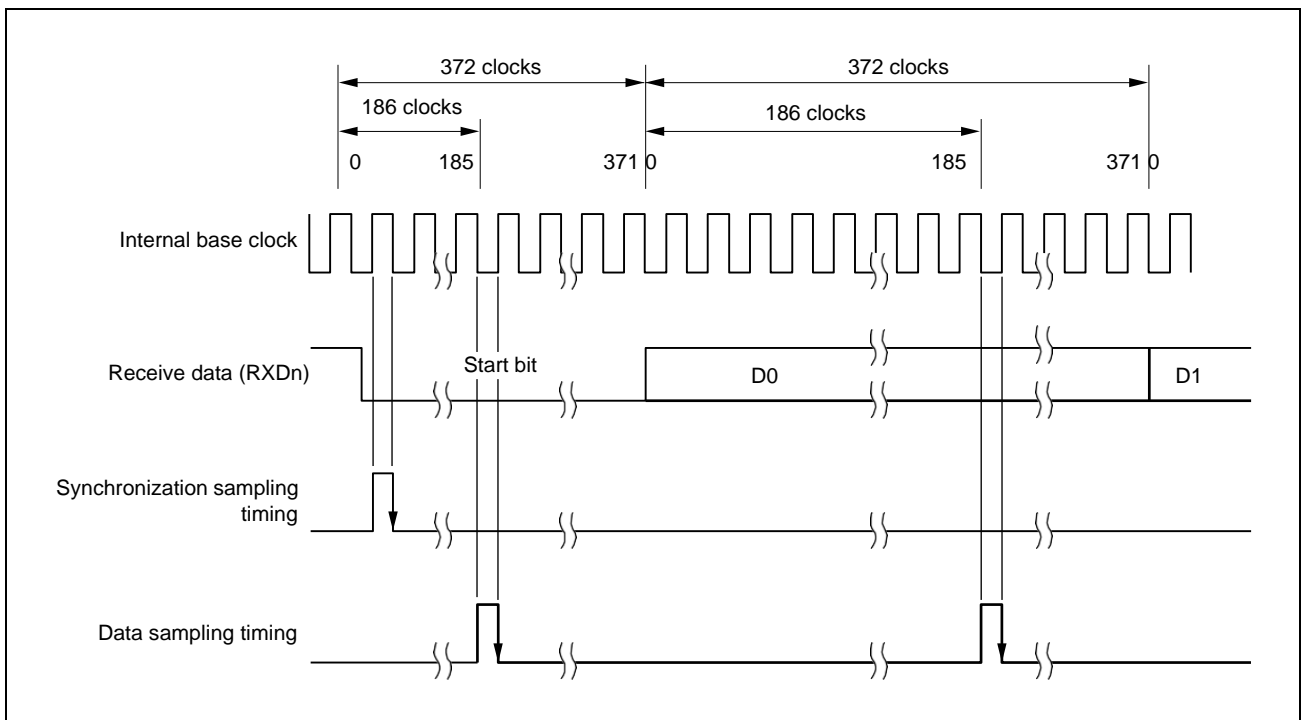 372 clocks 372 clocks
186 clocks 186 clocks
0 185 371 0 185 371 0
Internal base clock
Receive data (RXDn) Start bit D0 D1
Synchronization sampling
timing
Data sampling timing